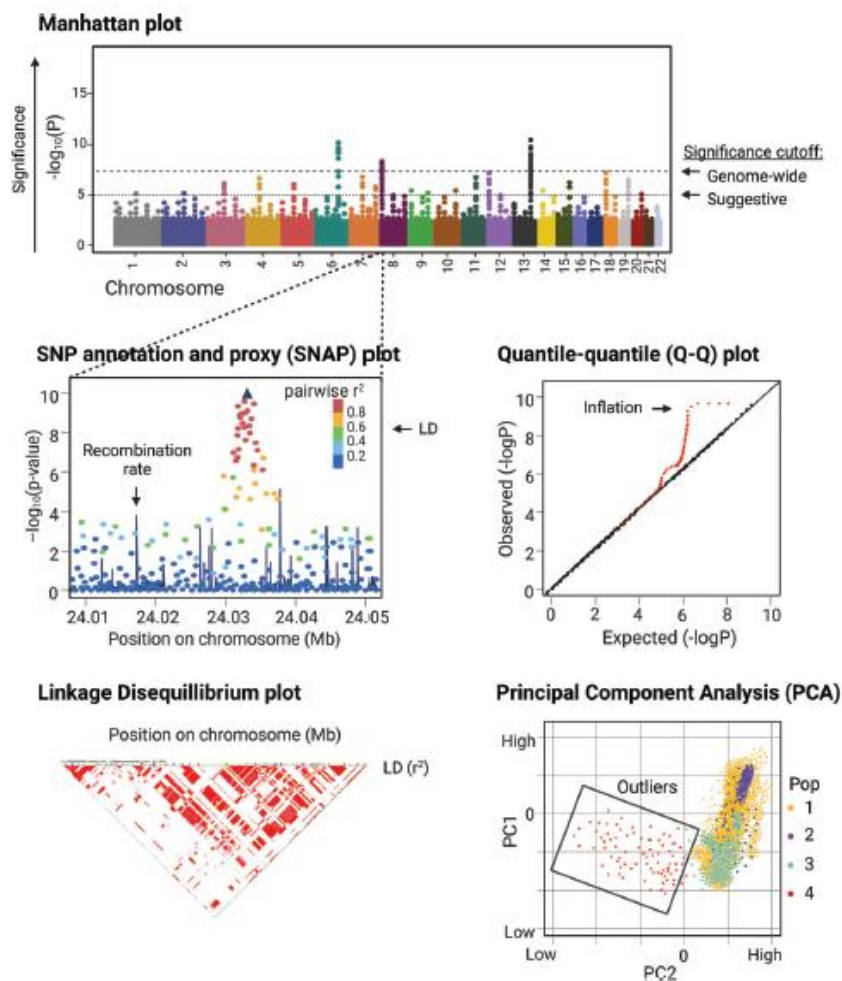 Manhattan plot
Significance
-log₁₀(P)
15
10
5
0
Significance cutoff:
Genome-wide
Suggestive
1 2 3 4 5 6 7 8 9 10 11 12 13 14 15 16 17 18 19 20 21 22
Chromosome
SNP annotation and proxy (SNAP) plot
pairwise r²
0.8
0.6
0.4
0.2
LD
Recombination
rate
−log₁₀(p-value)
10
8
6
4
2
0
24.01 24.02 24.03 24.04 24.05
Position on chromosome (Mb)
Quantile-quantile (Q-Q) plot
Inflation
Observed (-logP)
10
8
6
4
2
0
0 2 4 6 8 10
Expected (-logP)
Linkage Disequillibrium plot
Position on chromosome (Mb)
LD (r²)
Principal Component Analysis (PCA)
High
0
Low
PC1
Outliers
Pop
1
2
3
4
Low 0 High
PC2